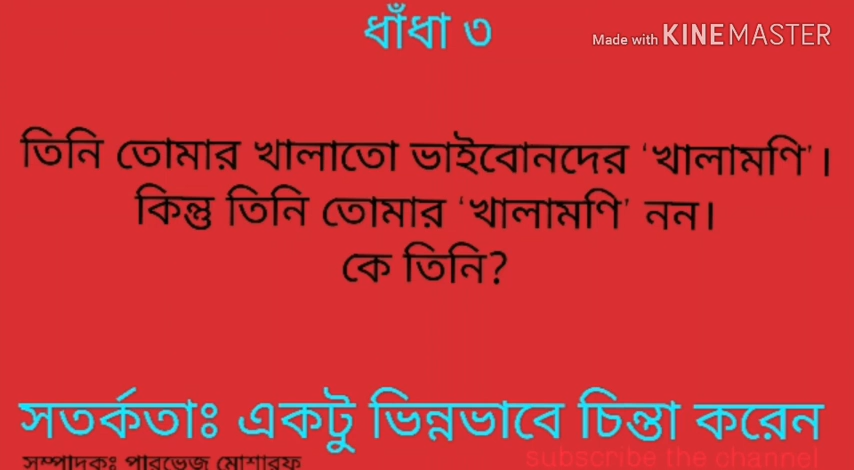 ধাঁধা ৩
Made with KINEMASTER
তিনি তোমার খালাতো ভাইবোনদের ‘খালামণি’।
কিন্তু তিনি তোমার ‘খালামণি’ নন।
কে তিনি?
সতর্কতাঃ একটু ভিন্নভাবে চিন্তা করেন
সম্পাদকঃ পারভেজ মোশারফ
subscribe the channel